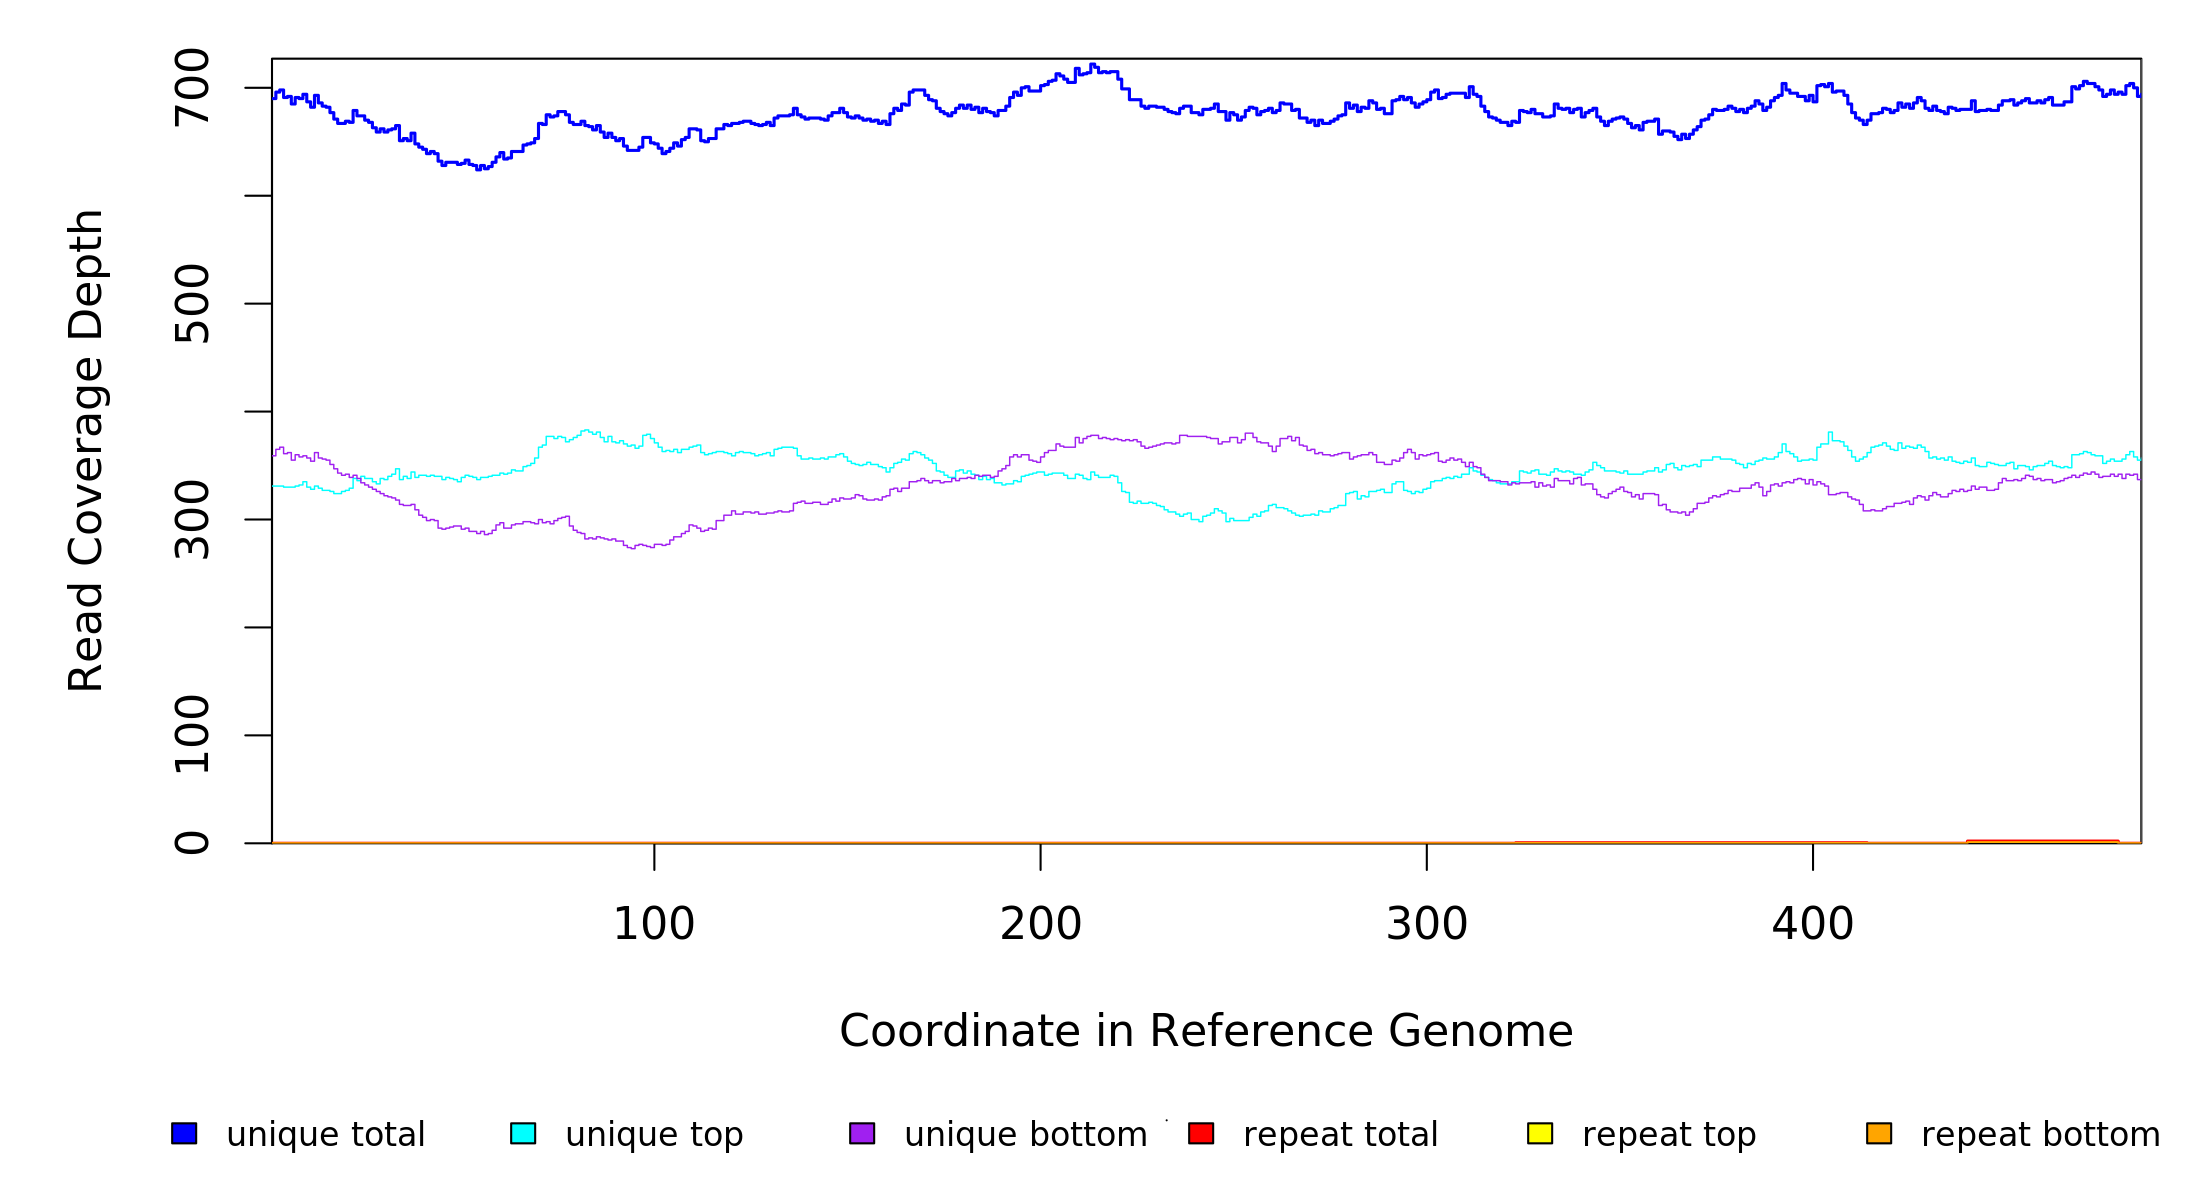 700
500
300
100
0
Read Coverage Depth
100 200 300 400
Coordinate in Reference Genome
unique total unique top unique bottom repeat total repeat top repeat bottom